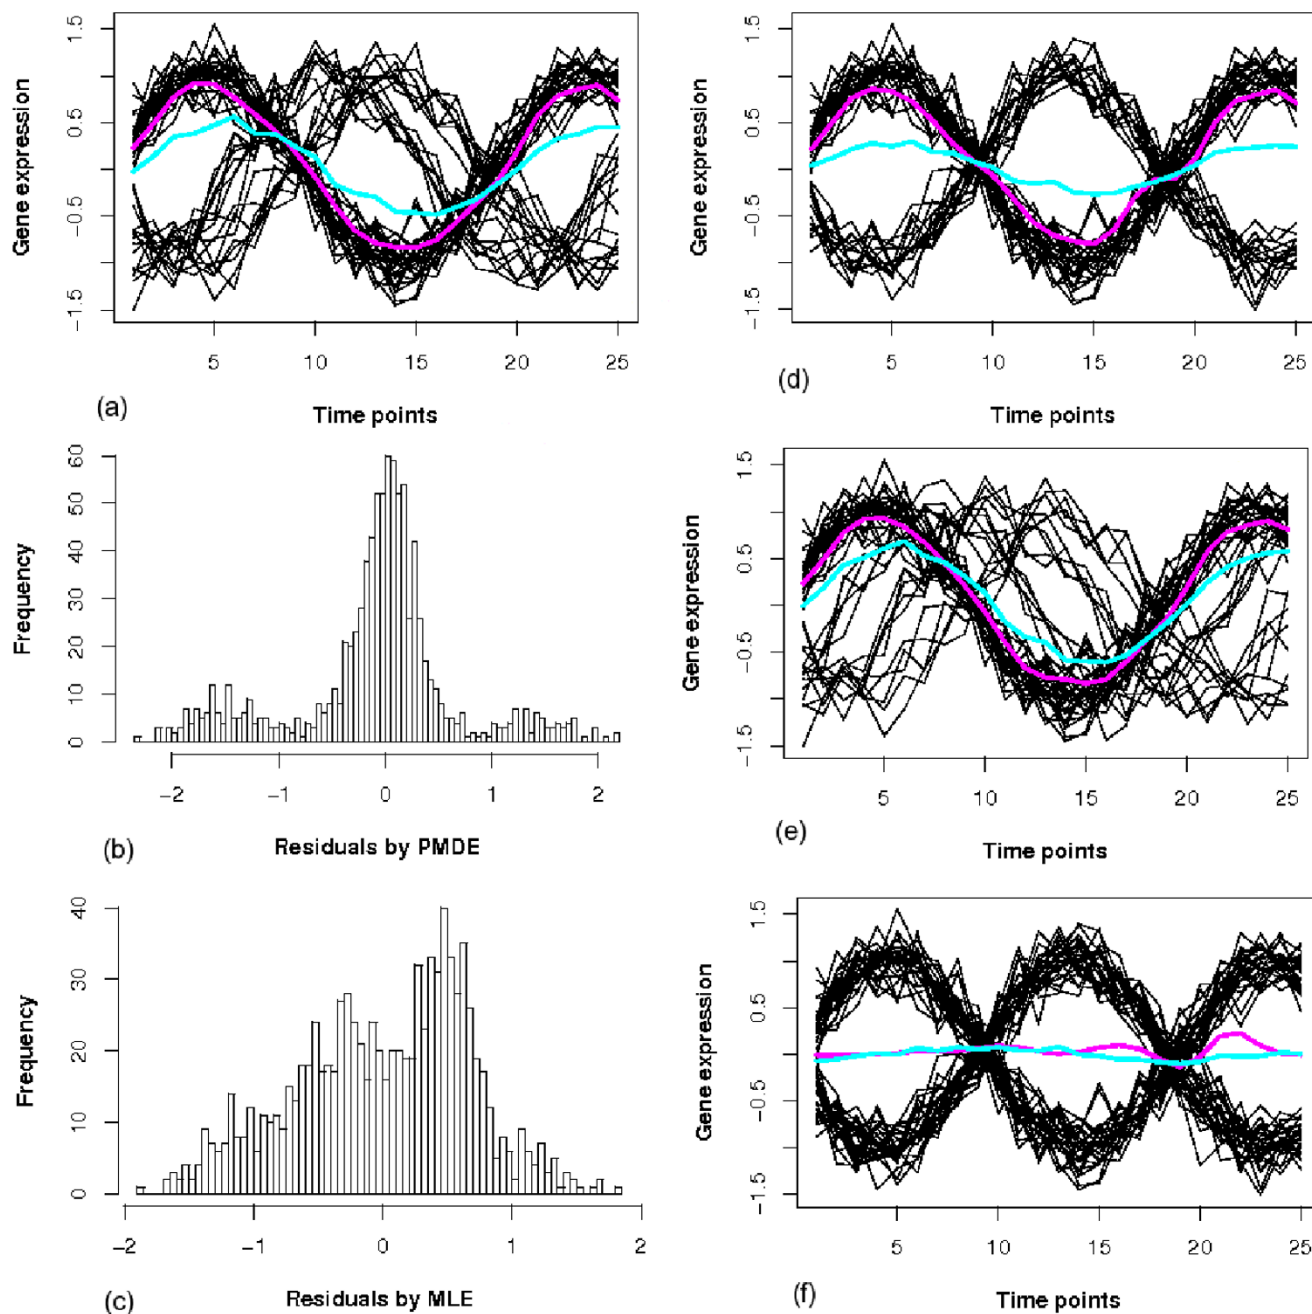 Gene expression
1.5
0.5
−0.5
−1.5
5 10 15 20 25
(a) Time points
Frequency
60
50
40
30
20
10
0
−2 −1 0 1 2
(b) Residuals by PMDE
Frequency
40
30
20
10
0
−2 −1 0 1 2
(c) Residuals by MLE
Gene expression
1.5
0.5
−0.5
−1.5
5 10 15 20 25
(d)
Time points
Gene expression
1.5
0.5
−0.5
−1.5
5 10 15 20 25
(e) Time points
Gene expression
1.5
0.5
−0.5
−1.5
5 10 15 20 25
(f) Time points